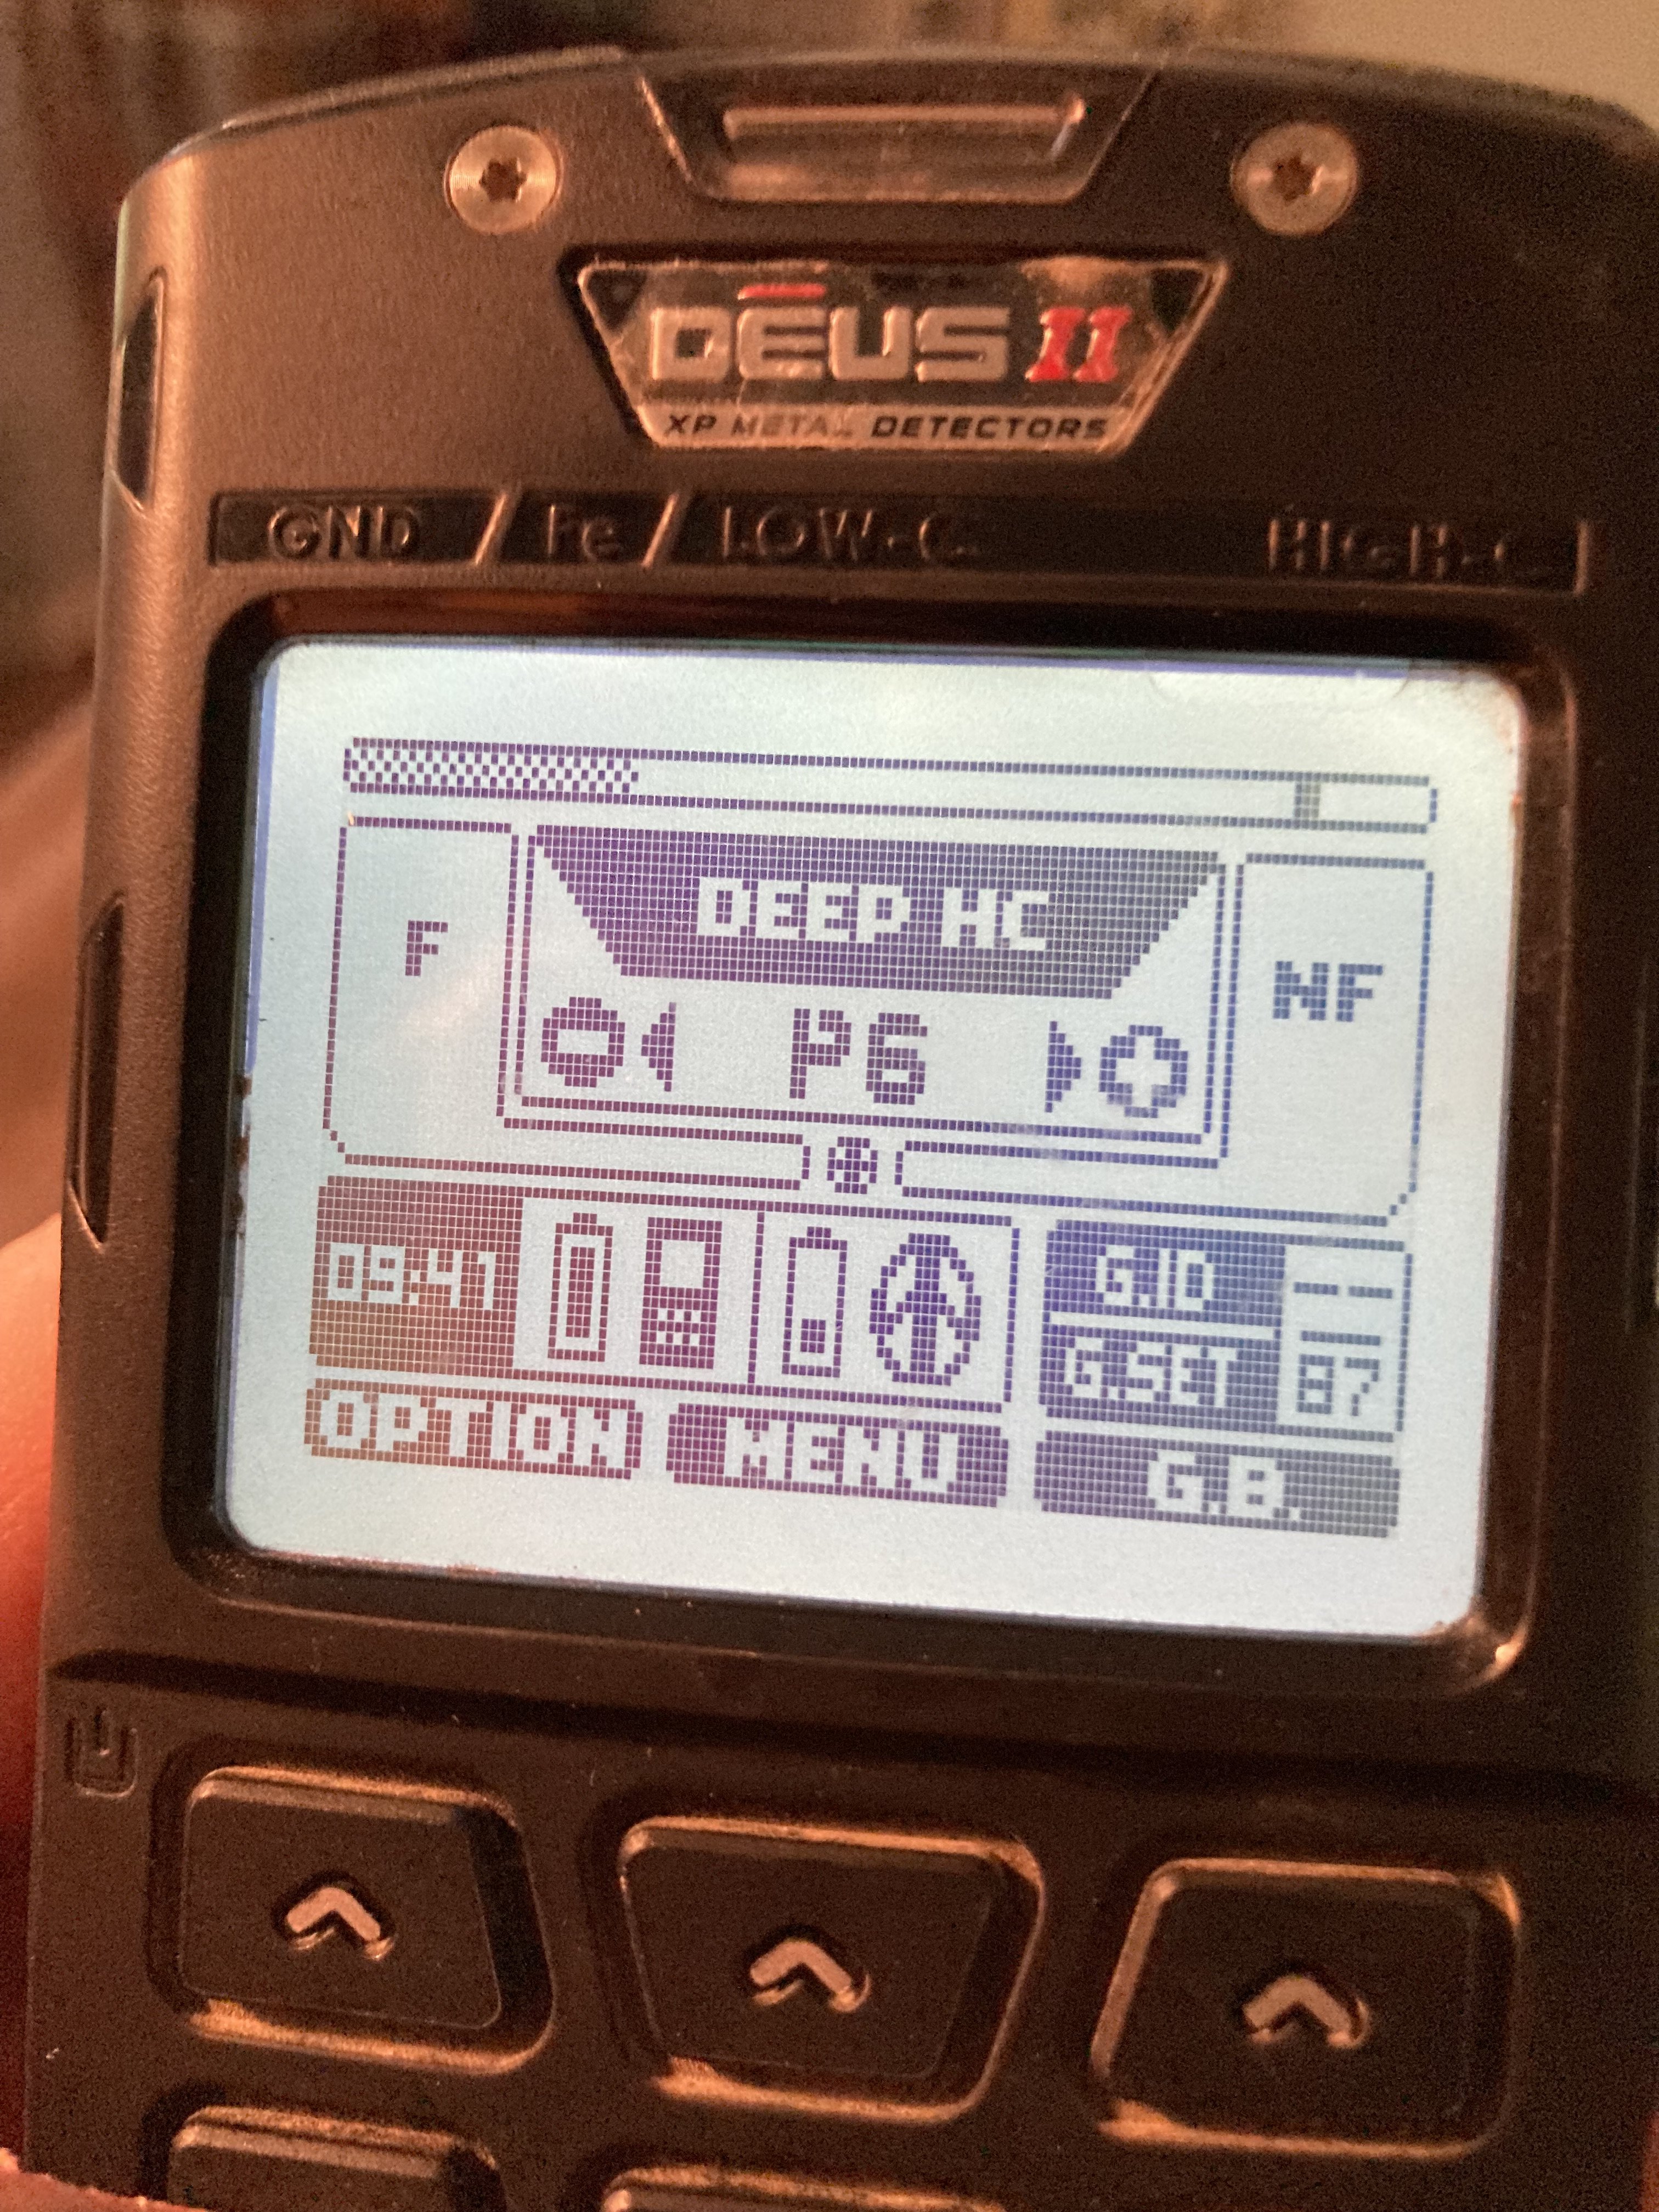 DEUS II
XP METAL DETECTORS
GND / Fe / LOW-C. HIGH-C
DEEP HC
F
NF
P6
09:41
G.ID --
G.SET 87
OPTION MENU G.B.